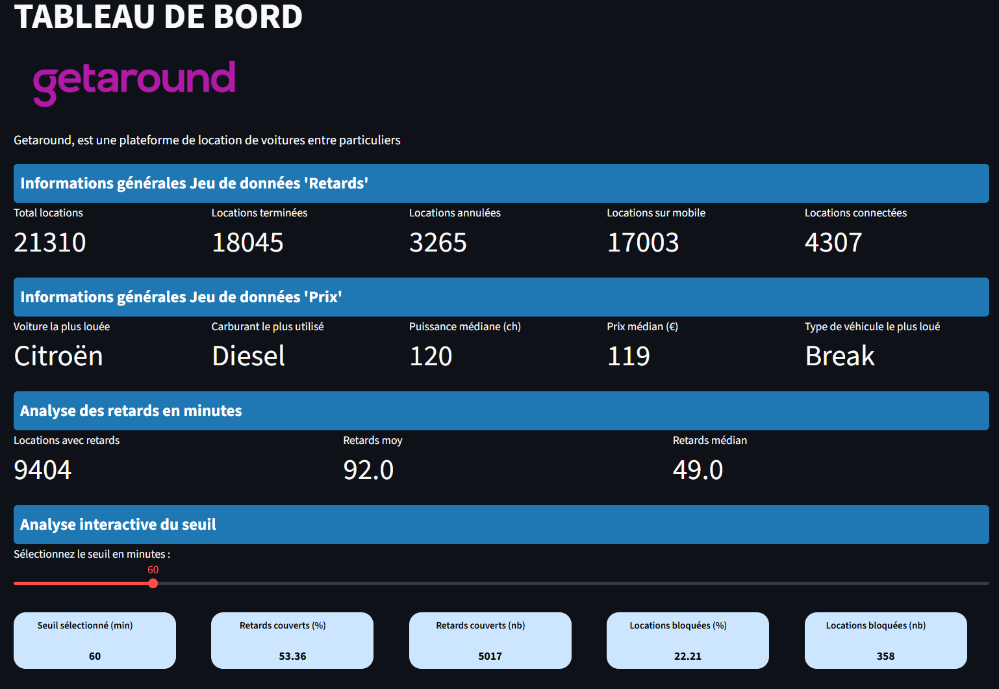 TABLEAU DE BORD
getaround
Getaround, est une plateforme de location de voitures entre particuliers
Informations générales Jeu de données 'Retards'
Total locations Locations terminées Locations annulées Locations sur mobile Locations connectées
21310 18045 3265 17003 4307
Informations générales Jeu de données 'Prix'
Voiture la plus louée Carburant le plus utilisé Puissance médiane (ch) Prix médian (€) Type de véhicule le plus loué
Citroën Diesel 120 119 Break
Analyse des retards en minutes
Locations avec retards Retards moy Retards médian
9404 92.0 49.0
Analyse interactive du seuil
Sélectionnez le seuil en minutes :
60
Seuil sélectionné (min) Retards couverts (%) Retards couverts (nb) Locations bloquées (%) Locations bloquées (nb)
60 53.36 5017 22.21 358